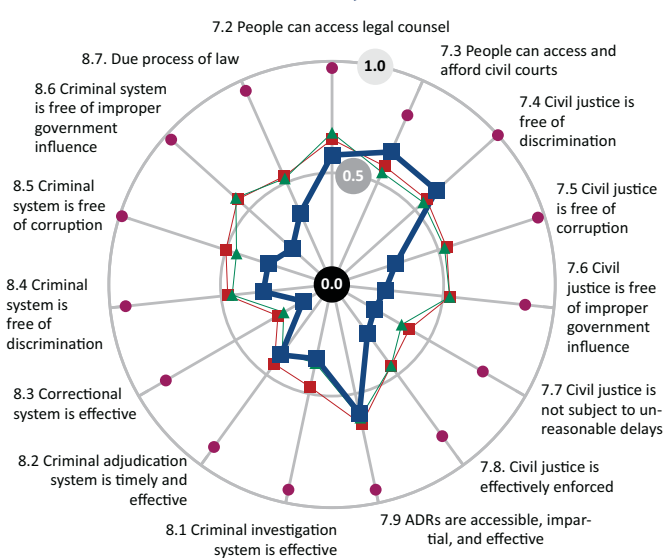 7.2 People can access legal counsel
7.3 People can access and
afford civil courts
7.4 Civil justice is
free of
discrimination
7.5 Civil justice
is free of
corruption
7.6 Civil
justice is free
of improper
government
influence
7.7 Civil justice is
not subject to un-
reasonable delays
7.8. Civil justice is
effectively enforced
7.9 ADRs are accessible, impar-
tial, and effective
8.1 Criminal investigation
system is effective
8.2 Criminal adjudication
system is timely and
effective
8.3 Correctional
system is effective
8.4 Criminal
system is
free of
discrimination
8.5 Criminal
system is free
of corruption
8.6 Criminal system
is free of improper
government
influence
8.7. Due process of law
1.0
0.5
0.0